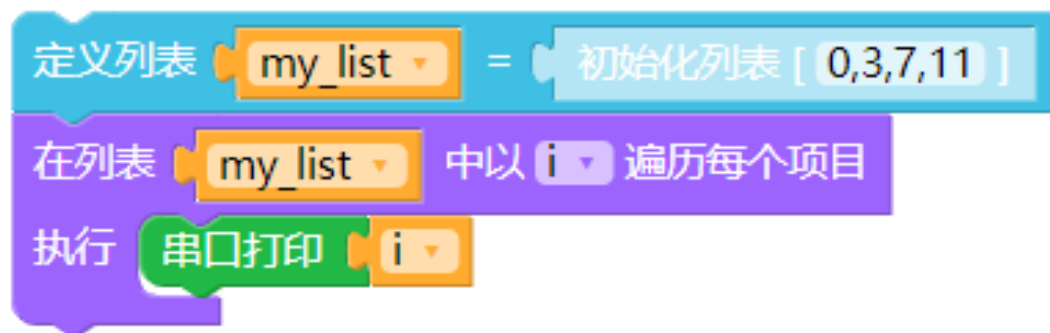 定义列表 my_list = 初始化列表 [ 0,3,7,11 ]
在列表 my_list 中以 i 遍历每个项目
执行 串口打印 i